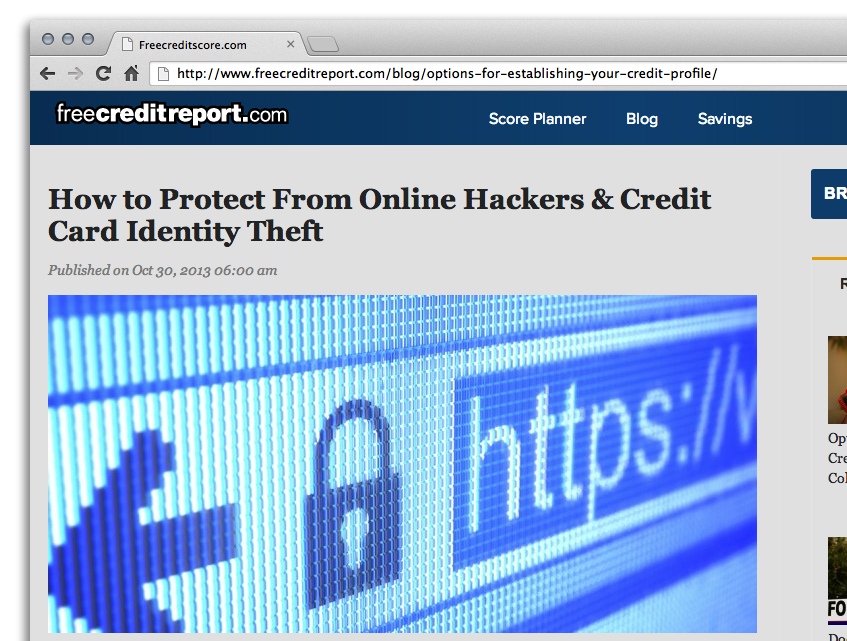 Freecreditscore.com
http://www.freecreditreport.com/blog/options-for-establishing-your-credit-profile/
freecreditreport.com
Score Planner Blog Savings
How to Protect From Online Hackers & Credit
Card Identity Theft
Published on Oct 30, 2013 06:00 am
BR
R
https://
Op
Cre
Col
FO
Do